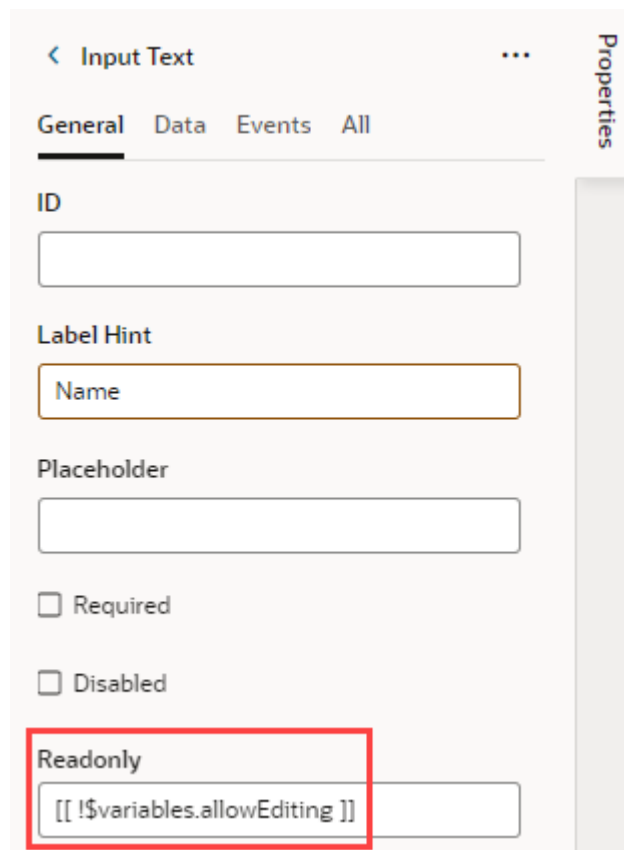 Input Text
Properties
General Data Events All
ID
Label Hint
Name
Placeholder
Required
Disabled
Readonly
[[ !$variables.allowEditing ]]